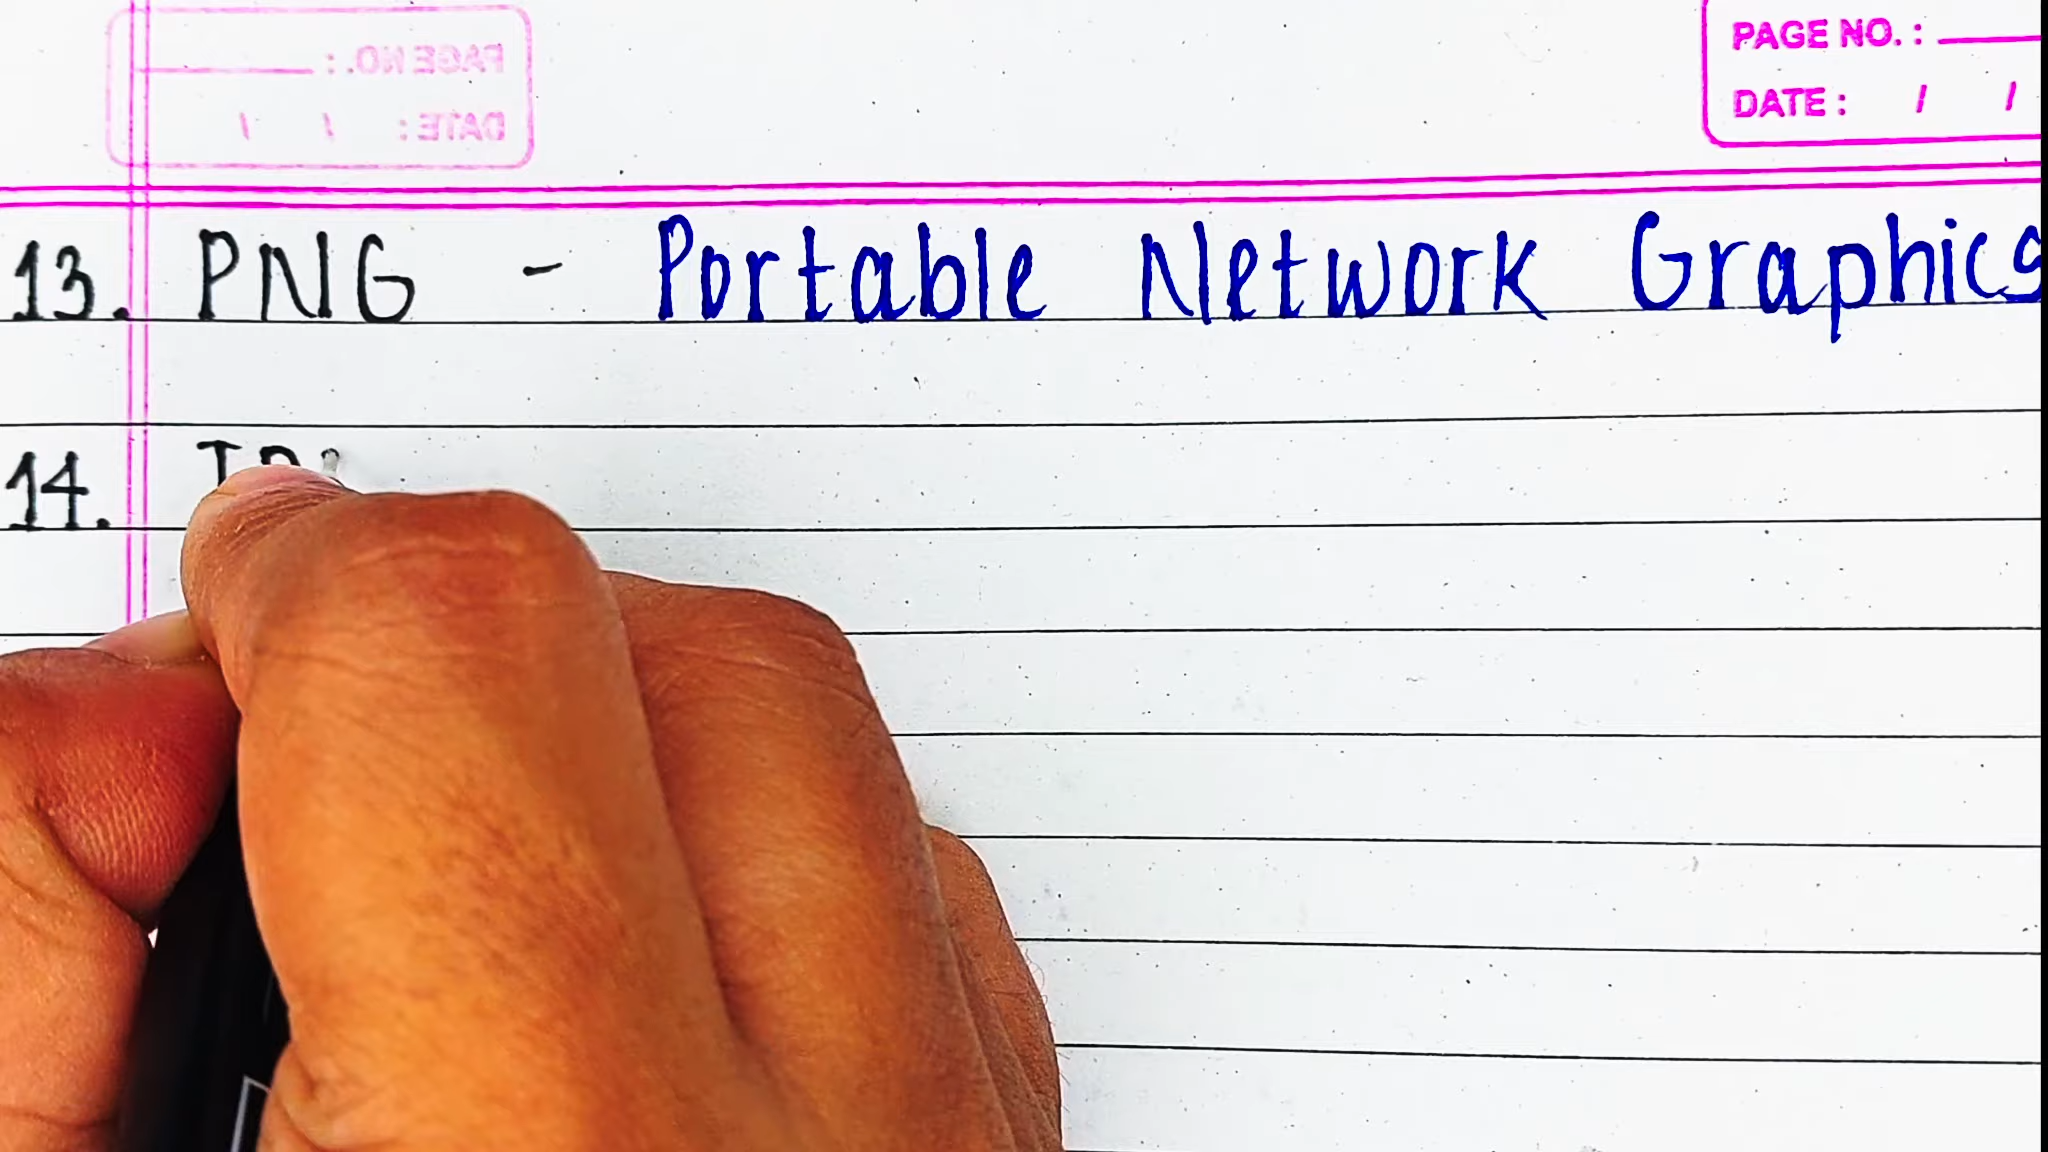 PAGE NO. :
DATE : / /
13. PNG - Portable Network Graphics
14.